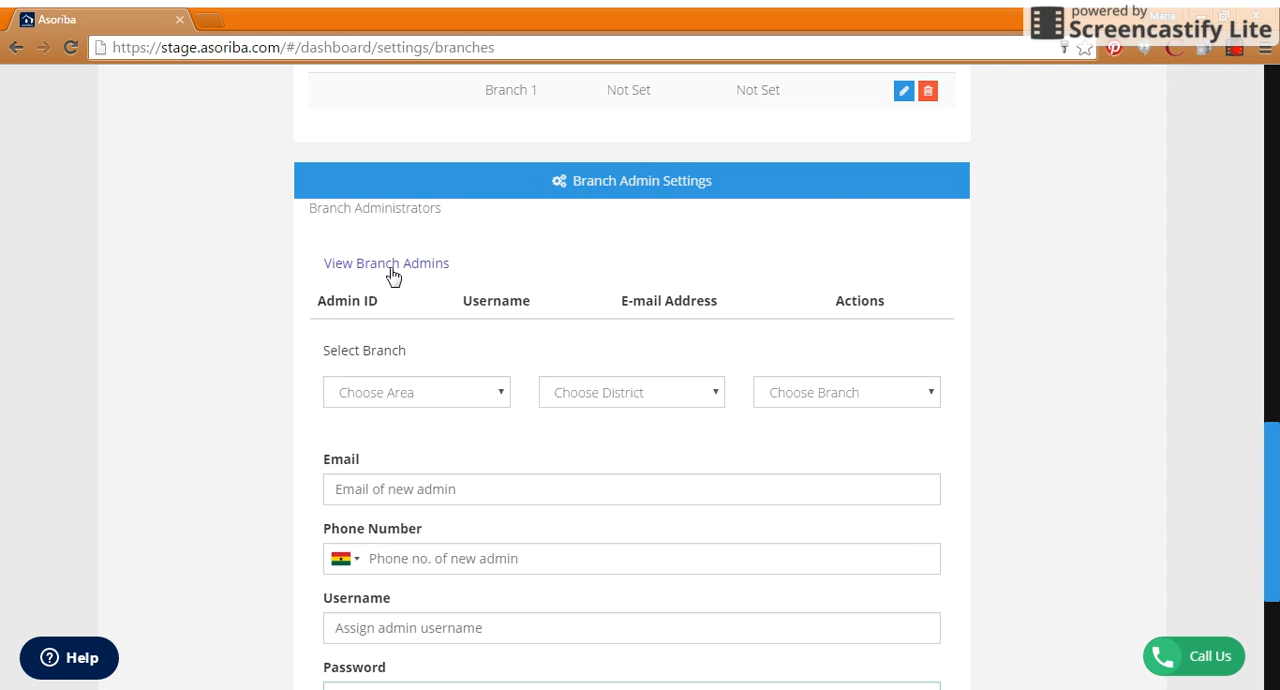 powered by
Screencastify Lite
Asoriba
Maria
https://stage.asoriba.com/#/dashboard/settings/branches
Branch 1 Not Set Not Set
Branch Admin Settings
Branch Administrators
View Branch Admins
Admin ID Username E-mail Address Actions
Select Branch
Choose Area Choose District Choose Branch
Email
Email of new admin
Phone Number
Phone no. of new admin
Username
Assign admin username
Password
Help
Call Us